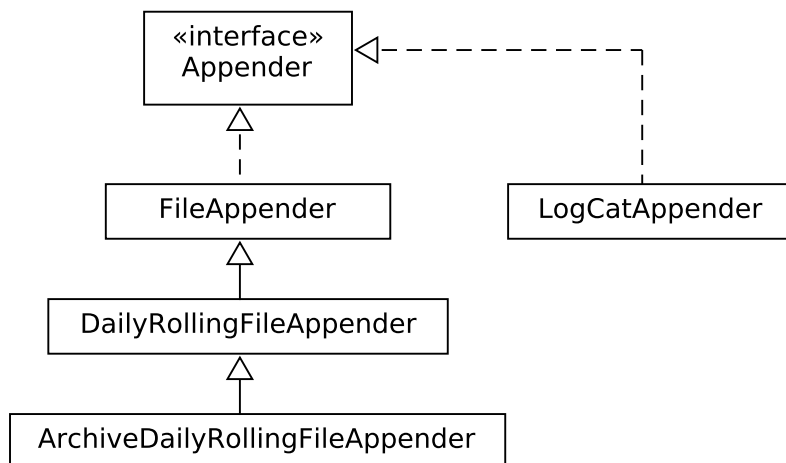 «interface»
Appender
FileAppender
LogCatAppender
DailyRollingFileAppender
ArchiveDailyRollingFileAppender